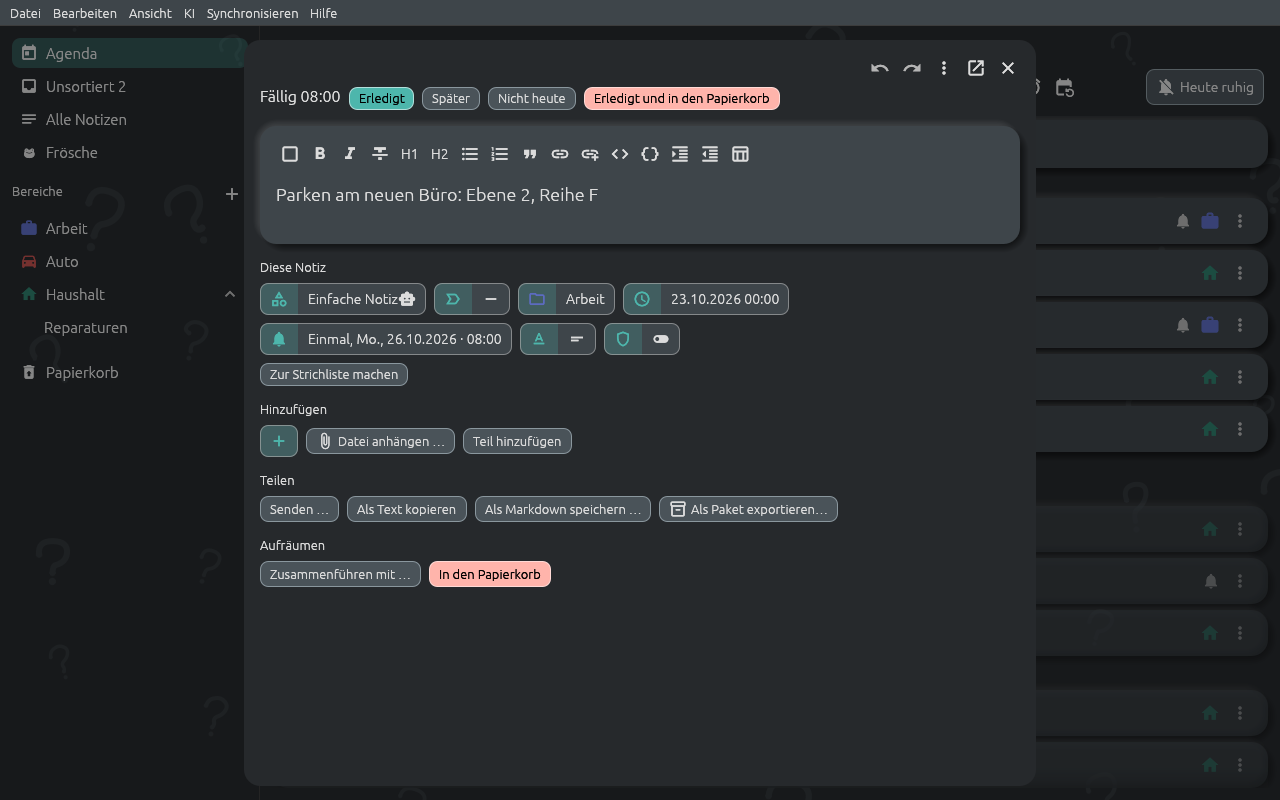 Datei Bearbeiten Ansicht KI Synchronisieren Hilfe
Agenda
Unsortiert 2
Alle Notizen
Frösche
Bereiche
Arbeit
Auto
Haushalt
Reparaturen
Papierkorb
Heute ruhig
Fällig 08:00 Erledigt Später Nicht heute Erledigt und in den Papierkorb
B I H1 H2
Parken am neuen Büro: Ebene 2, Reihe F
Diese Notiz
Einfache Notiz Arbeit 23.10.2026 00:00
Einmal, Mo., 26.10.2026 · 08:00 A
Zur Strichliste machen
Hinzufügen
Datei anhängen … Teil hinzufügen
Teilen
Senden … Als Text kopieren Als Markdown speichern … Als Paket exportieren…
Aufräumen
Zusammenführen mit … In den Papierkorb